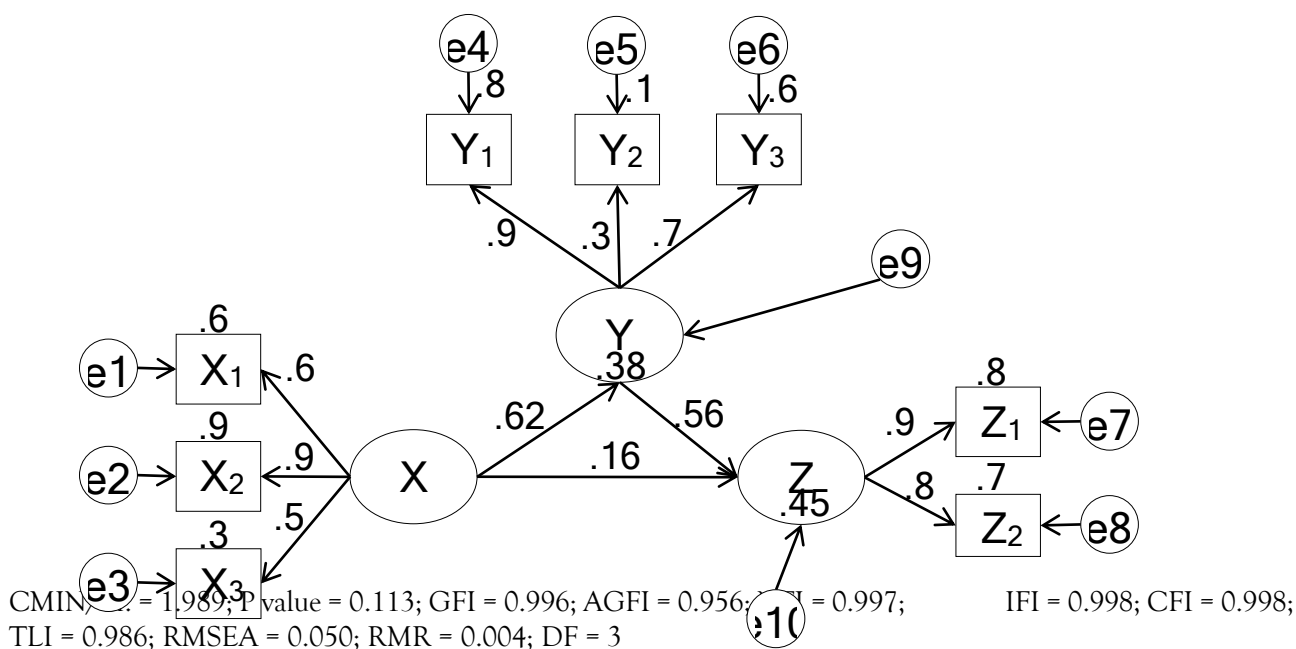 e4 e5 e6
.8 .1 .6
Y1 Y2 Y3
.9 .3 .7
e9
Y
.38
.6
e1 X1 .6
.62 .56
.8
.9 Z1 e7
.9
e2 X2 .9
X .16 Z
.45
.7
.8 Z2 e8
.5
.3
e3 X3
= 1.989; P value = 0.113; GFI = 0.996; AGFI = 0.956; = 0.997; IFI = 0.998; CFI = 0.998;
e10
TLI = 0.986; RMSEA = 0.050; RMR = 0.004; DF = 3